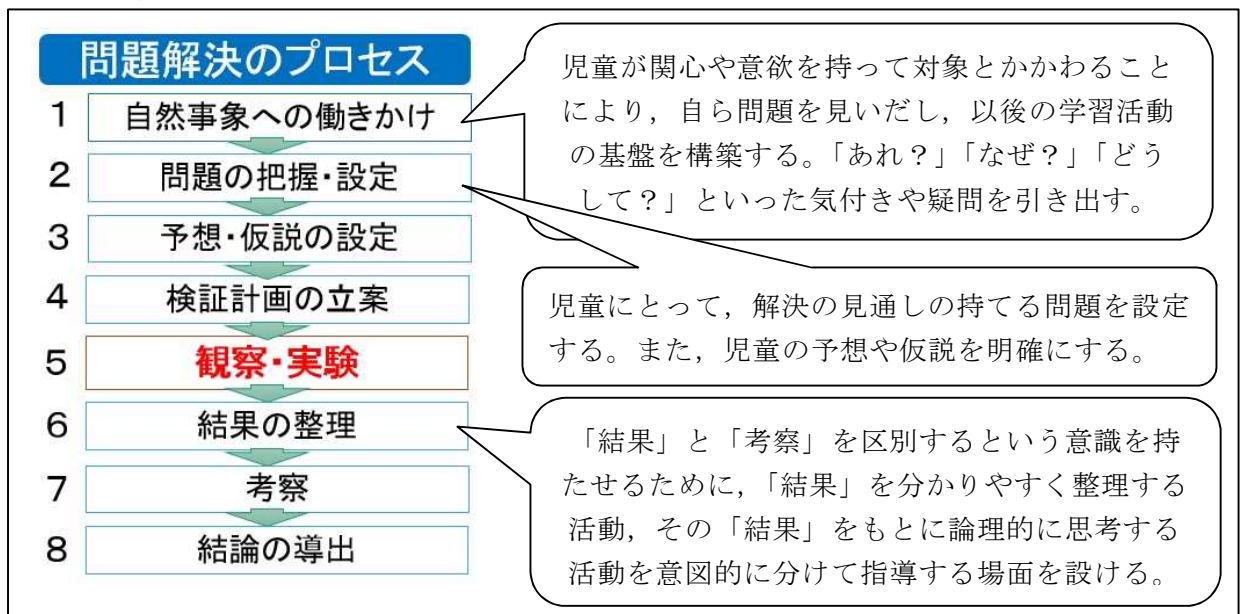 問題解決のプロセス
1 自然事象への働きかけ
2 問題の把握・設定
3 予想・仮説の設定
4 検証計画の立案
5 観察・実験
6 結果の整理
7 考察
8 結論の導出
児童が関心や意欲を持って対象とかかわること
により，自ら問題を見いだし，以後の学習活動
の基盤を構築する。「あれ？」「なぜ？」「どう
して？」といった気付きや疑問を引き出す。
児童にとって，解決の見通しの持てる問題を設定
する。また，児童の予想や仮説を明確にする。
「結果」と「考察」を区別するという意識を持
たせるために，「結果」を分かりやすく整理する
活動，その「結果」をもとに論理的に思考する
活動を意図的に分けて指導する場面を設ける。